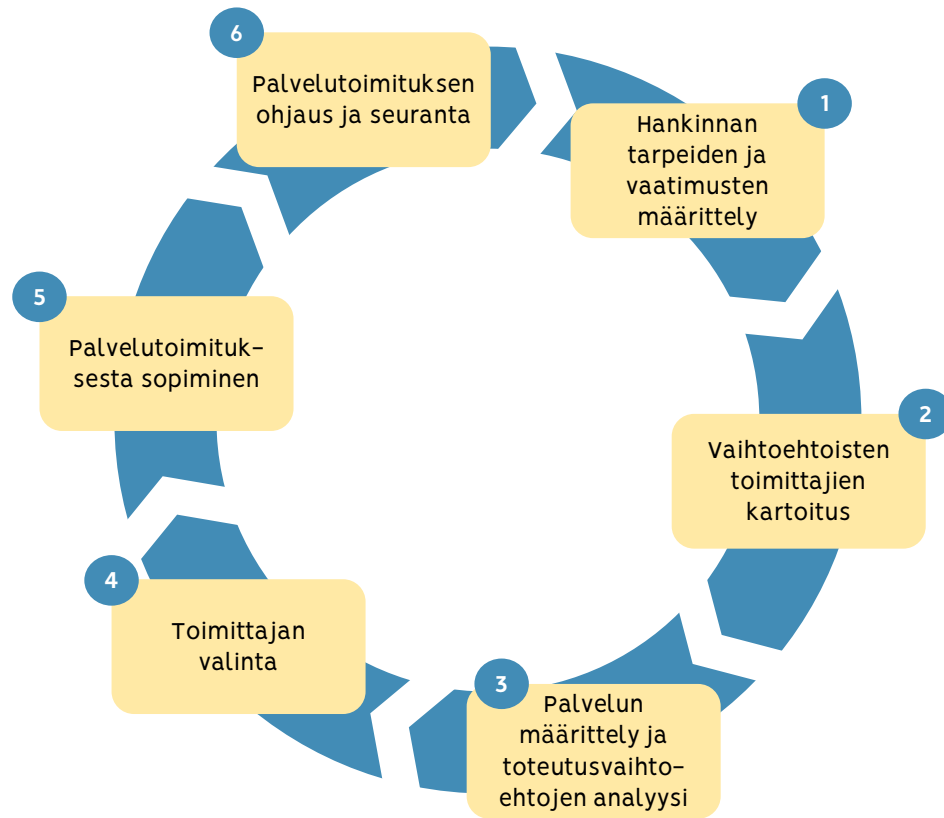 1
Hankinnan
tarpeiden ja
vaatimusten
määrittely
2
Vaihtoehtoisten
toimittajien
kartoitus
3
Palvelun
määrittely ja
toteutusvaihto-
ehtojen analyysi
4
Toimittajan
valinta
5
Palvelutoimituk-
sesta sopiminen
6
Palvelutoimituksen
ohjaus ja seuranta